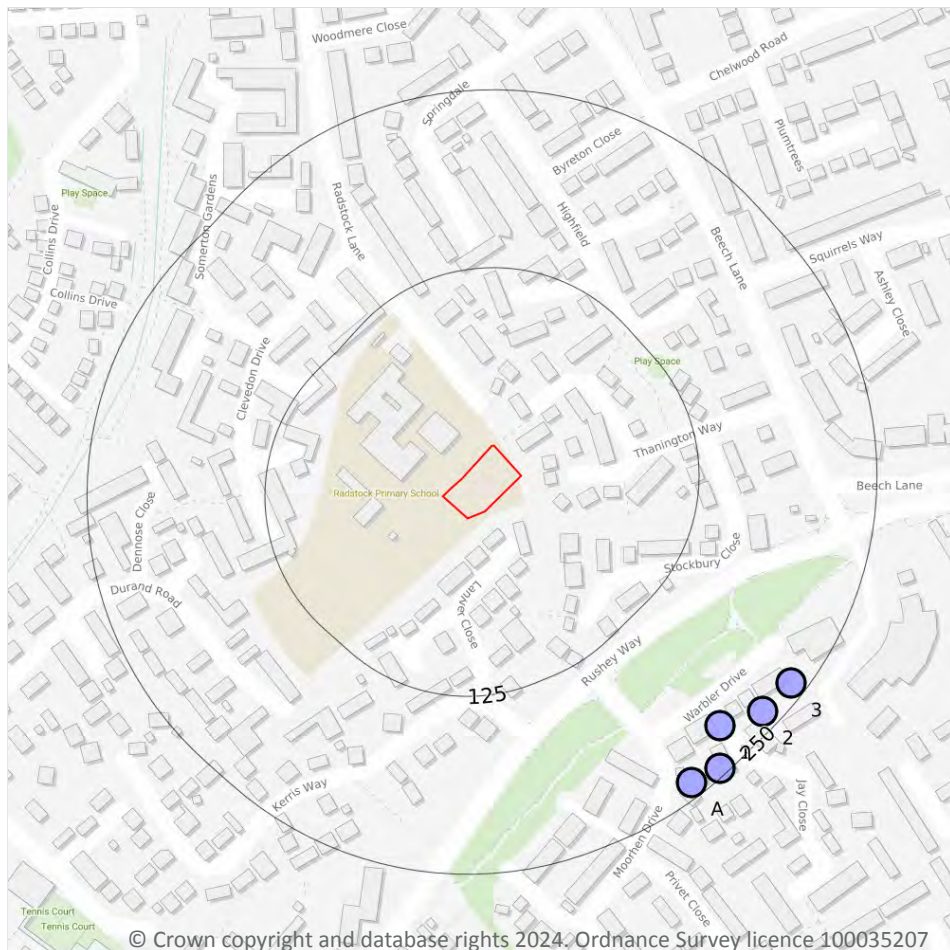 Woodmere Close
Chelwood Road
Springdale
Plumtrees
Byreton Close
Play Space
Somerton Gardens
Radstock Lane
Highfield
Collins Drive
Beech Lane
Squirrels Way
Collins Drive
Ashley Close
Clevedon Drive
Play Space
Thanington Way
Radstock Primary School
Beech Lane
Dennose Close
Stockbury Close
Durand Road
Lanyer Close
Rushey Way
125
Warbler Drive
3
2
250
Kerris Way
A
Jay Close
Moorhen Drive
Privet Close
Tennis Court
Tennis Court
© Crown copyright and database rights 2024. Ordnance Survey licence 100035207